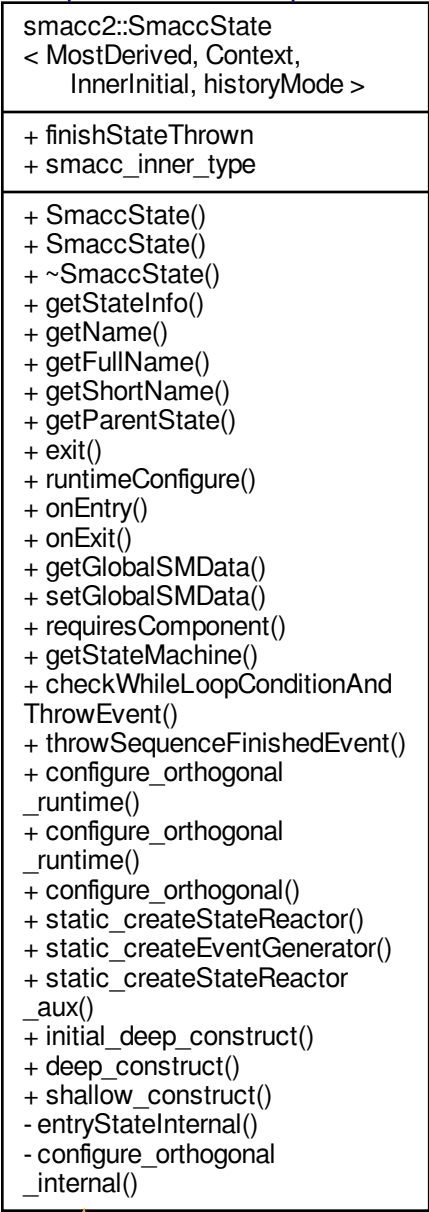 smacc2::SmaccState
< MostDerived, Context,
InnerInitial, historyMode >
+ finishStateThrown
+ smacc_inner_type
+ SmaccState()
+ SmaccState()
+ ~SmaccState()
+ getStateInfo()
+ getName()
+ getFullName()
+ getShortName()
+ getParentState()
+ exit()
+ runtimeConfigure()
+ onEntry()
+ onExit()
+ getGlobalSMData()
+ setGlobalSMData()
+ requiresComponent()
+ getStateMachine()
+ checkWhileLoopConditionAnd
ThrowEvent()
+ throwSequenceFinishedEvent()
+ configure_orthogonal
_runtime()
+ configure_orthogonal
_runtime()
+ configure_orthogonal()
+ static_createStateReactor()
+ static_createEventGenerator()
+ static_createStateReactor
_aux()
+ initial_deep_construct()
+ deep_construct()
+ shallow_construct()
- entryStateInternal()
- configure_orthogonal
_internal()